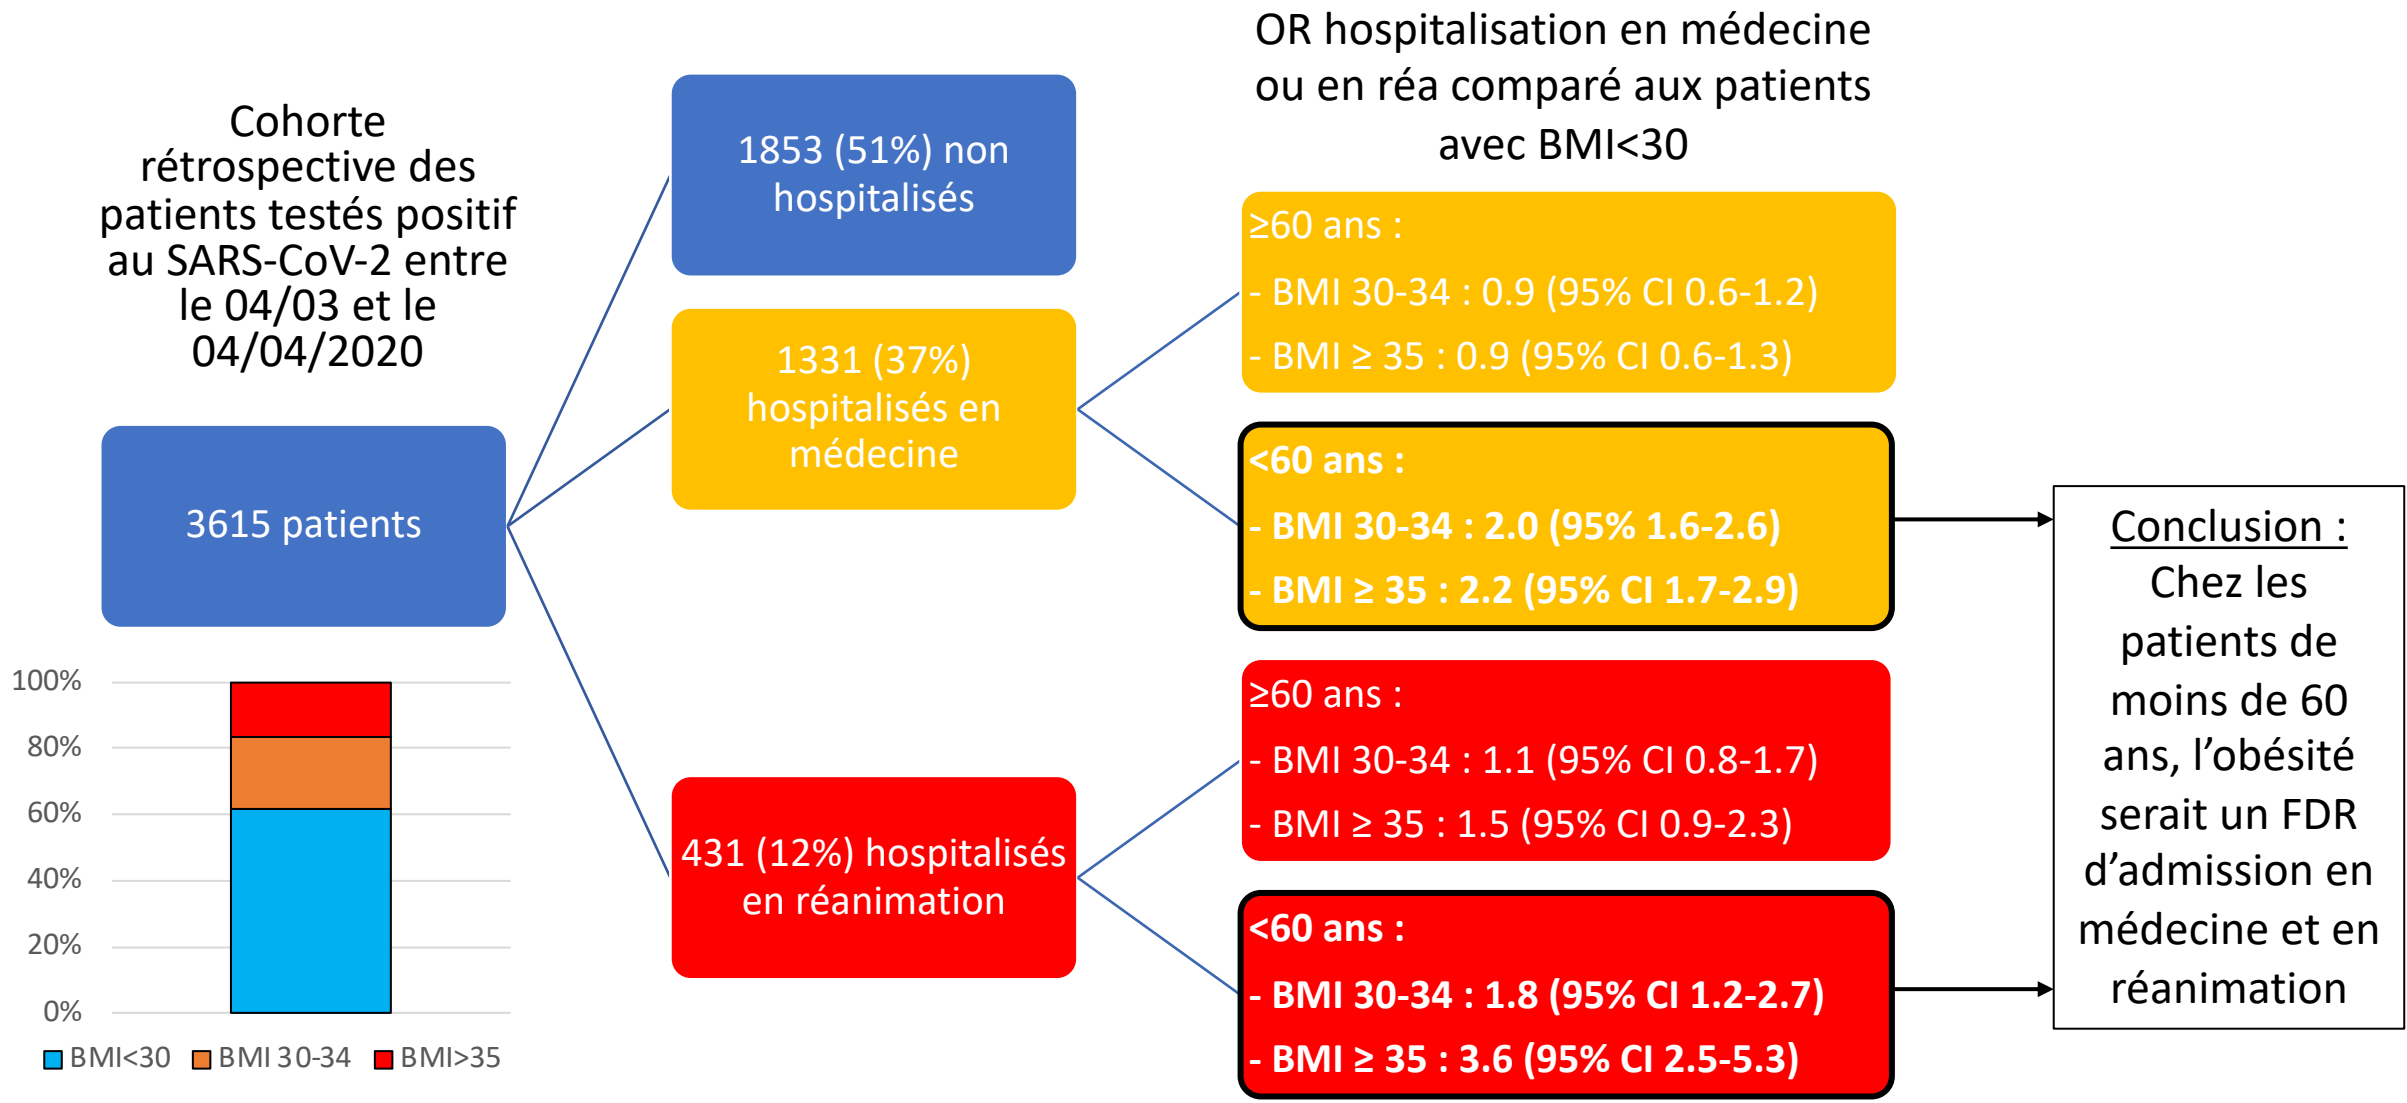 Cohorte
rétrospective des
patients testés positif
au SARS-CoV-2 entre
le 04/03 et le
04/04/2020
3615 patients
100%
80%
60%
40%
20%
0%
BMI<30
BMI 30-34
BMI>35
1853 (51%) non
hospitalisés
1331 (37%)
hospitalisés en
médecine
431 (12%) hospitalisés
en réanimation
OR hospitalisation en médecine
ou en réa comparé aux patients
avec BMI<30
≥60 ans :
- BMI 30-34 : 0.9 (95% CI 0.6-1.2)
- BMI ≥ 35 : 0.9 (95% CI 0.6-1.3)
<60 ans :
- BMI 30-34 : 2.0 (95% 1.6-2.6)
- BMI ≥ 35 : 2.2 (95% CI 1.7-2.9)
≥60 ans :
- BMI 30-34 : 1.1 (95% CI 0.8-1.7)
- BMI ≥ 35 : 1.5 (95% CI 0.9-2.3)
<60 ans :
- BMI 30-34 : 1.8 (95% CI 1.2-2.7)
- BMI ≥ 35 : 3.6 (95% CI 2.5-5.3)
Conclusion :
Chez les
patients de
moins de 60
ans, l’obésité
serait un FDR
d’admission en
médecine et en
réanimation